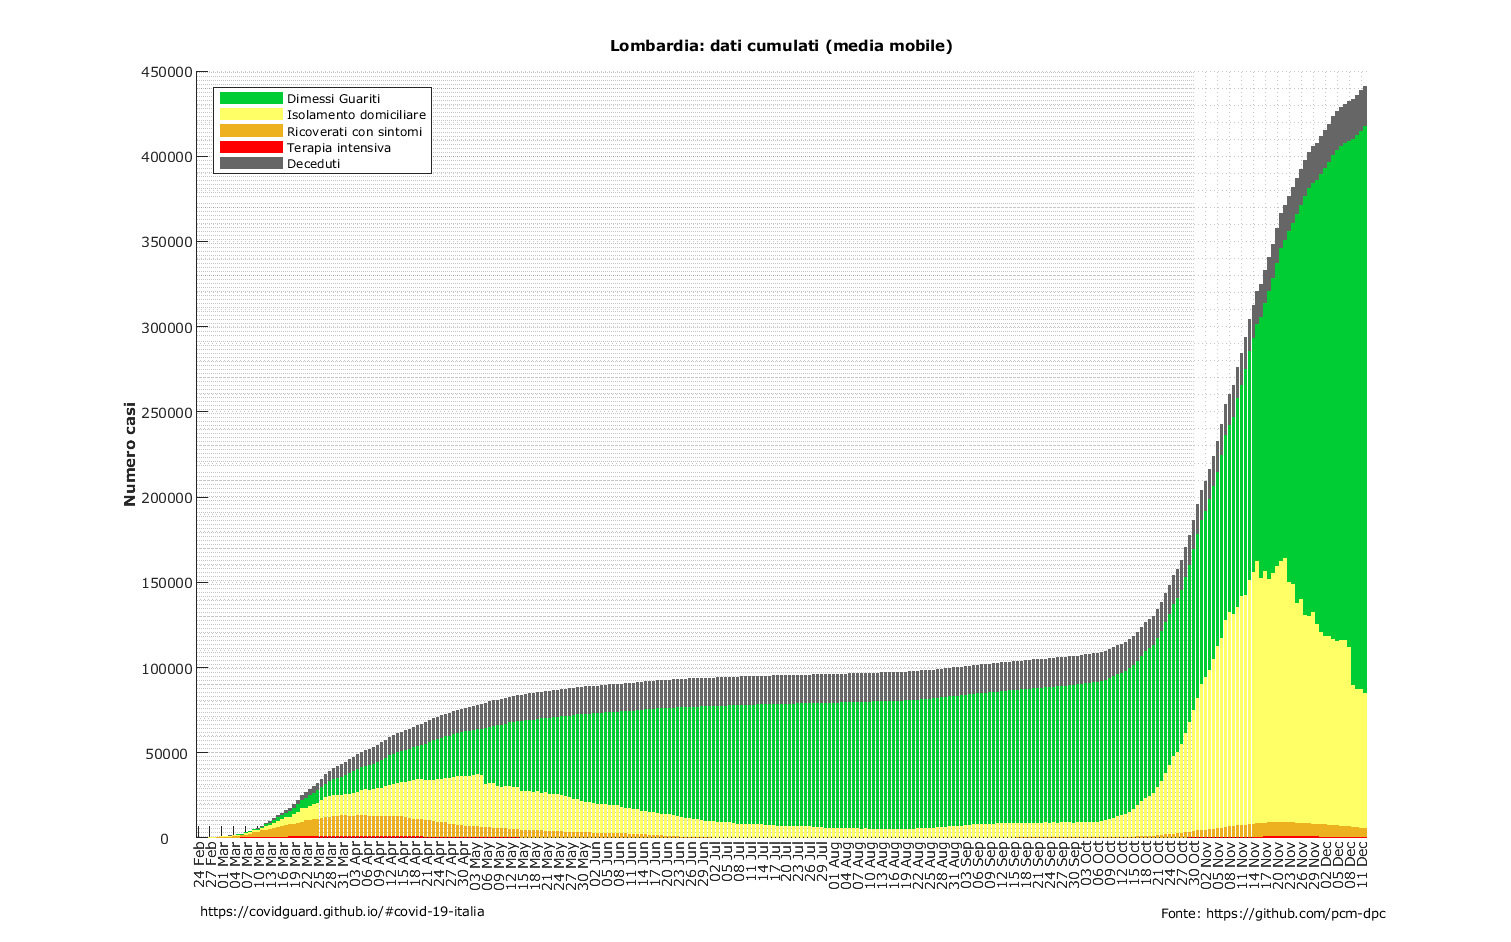 Lombardia: dati cumulati (media mobile)
Numero casi
450000
400000
350000
300000
250000
200000
150000
100000
50000
0
Dimessi Guariti
Isolamento domiciliare
Ricoverati con sintomi
Terapia intensiva
Deceduti
24 Feb
27 Feb
01 Mar
04 Mar
07 Mar
10 Mar
13 Mar
16 Mar
19 Mar
22 Mar
25 Mar
28 Mar
31 Mar
03 Apr
06 Apr
09 Apr
12 Apr
15 Apr
18 Apr
21 Apr
24 Apr
27 Apr
30 Apr
03 May
06 May
09 May
12 May
15 May
18 May
21 May
24 May
27 May
30 May
02 Jun
05 Jun
08 Jun
11 Jun
14 Jun
17 Jun
20 Jun
23 Jun
26 Jun
29 Jun
02 Jul
05 Jul
08 Jul
11 Jul
14 Jul
17 Jul
20 Jul
23 Jul
26 Jul
29 Jul
01 Aug
04 Aug
07 Aug
10 Aug
13 Aug
16 Aug
19 Aug
22 Aug
25 Aug
28 Aug
31 Aug
03 Sep
06 Sep
09 Sep
12 Sep
15 Sep
18 Sep
21 Sep
24 Sep
27 Sep
30 Sep
03 Oct
06 Oct
09 Oct
12 Oct
15 Oct
18 Oct
21 Oct
24 Oct
27 Oct
30 Oct
02 Nov
05 Nov
08 Nov
11 Nov
14 Nov
17 Nov
20 Nov
23 Nov
26 Nov
29 Nov
02 Dec
05 Dec
08 Dec
11 Dec
https://covidguard.github.io/#covid-19-italia
Fonte: https://github.com/pcm-dpc